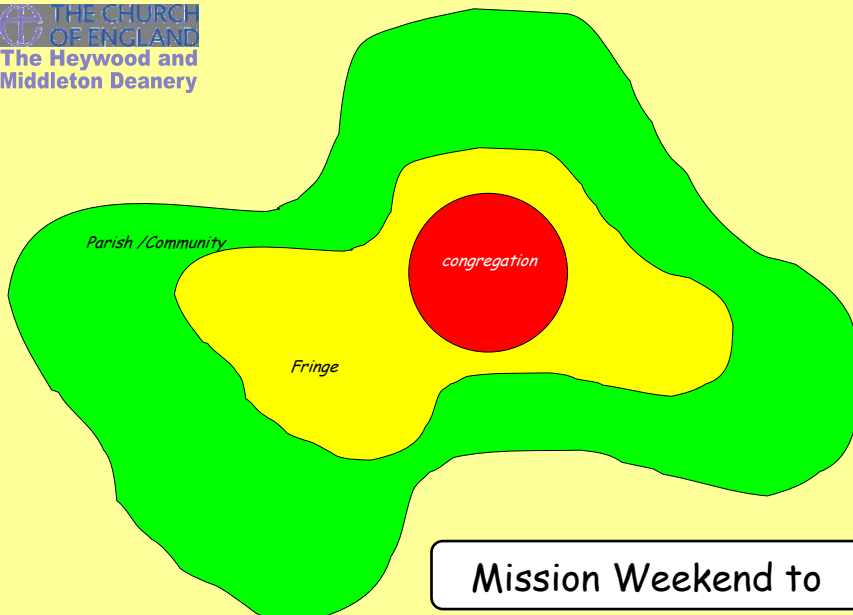 THE CHURCH
OF ENGLAND
The Heywood and
Middleton Deanery
Parish /Community
congregation
Fringe
Mission Weekend to